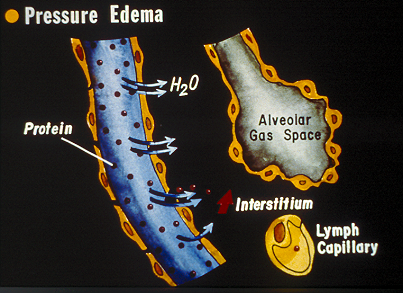 Pressure Edema
H₂O
Alveolar
Gas Space
Protein
Interstitium
Lymph
Capillary